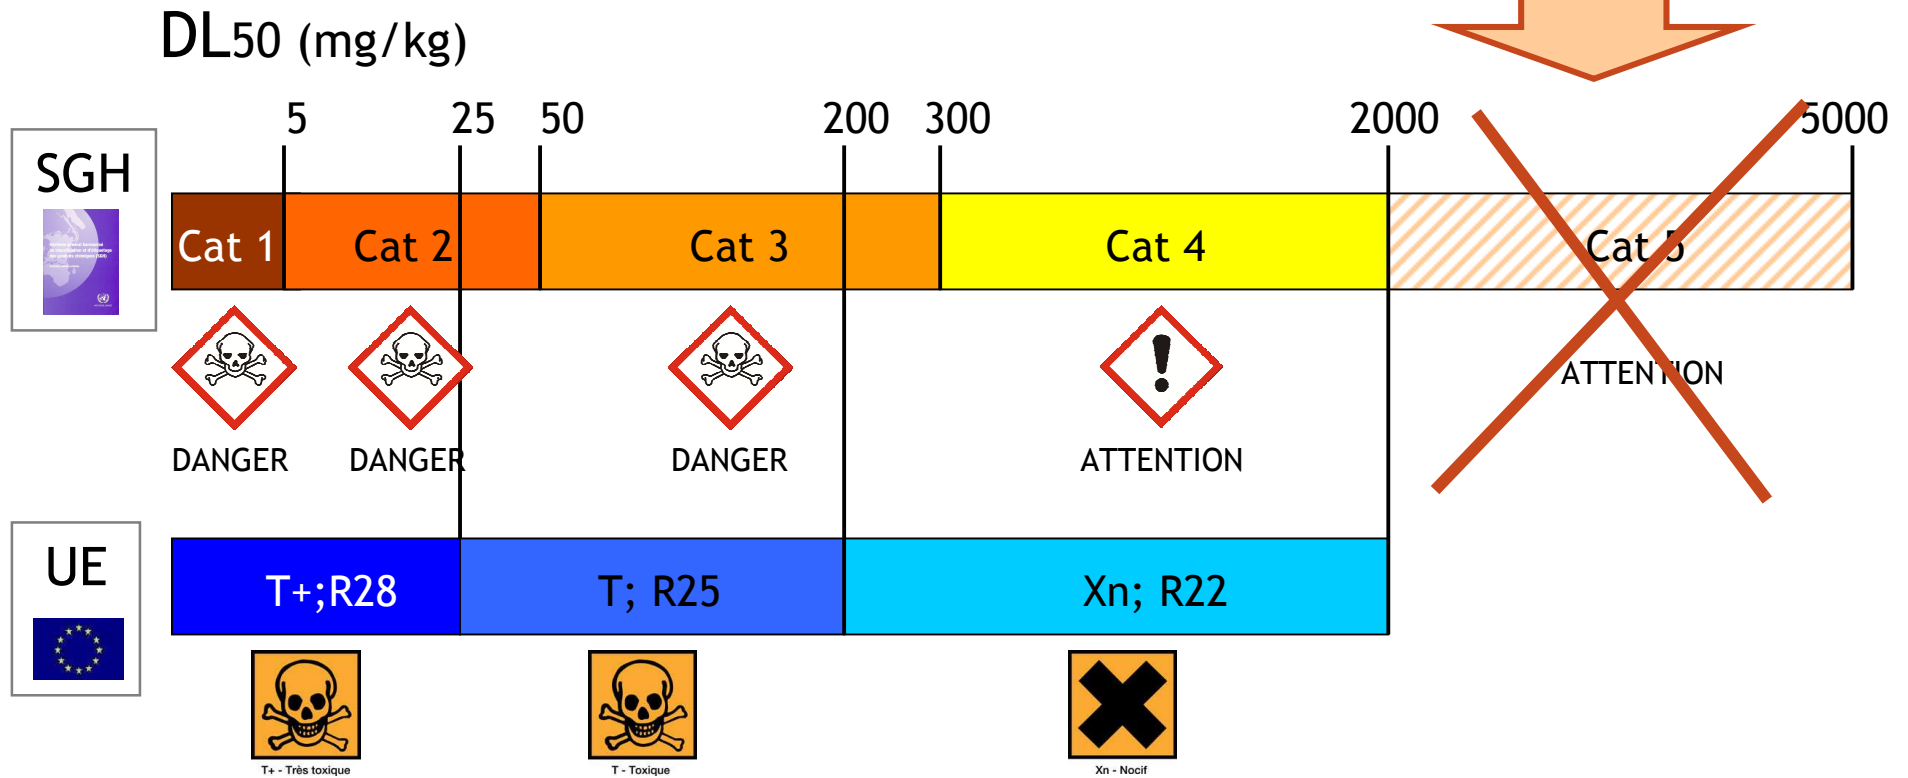 DL50 (mg/kg)
5 25 50 200 300 2000 5000
SGH
Cat 1 Cat 2 Cat 3 Cat 4 Cat 5
ATTENTION
DANGER DANGER DANGER ATTENTION
UE
T+;R28 T; R25 Xn; R22
T+ - Très toxique T - Toxique Xn - Nocif